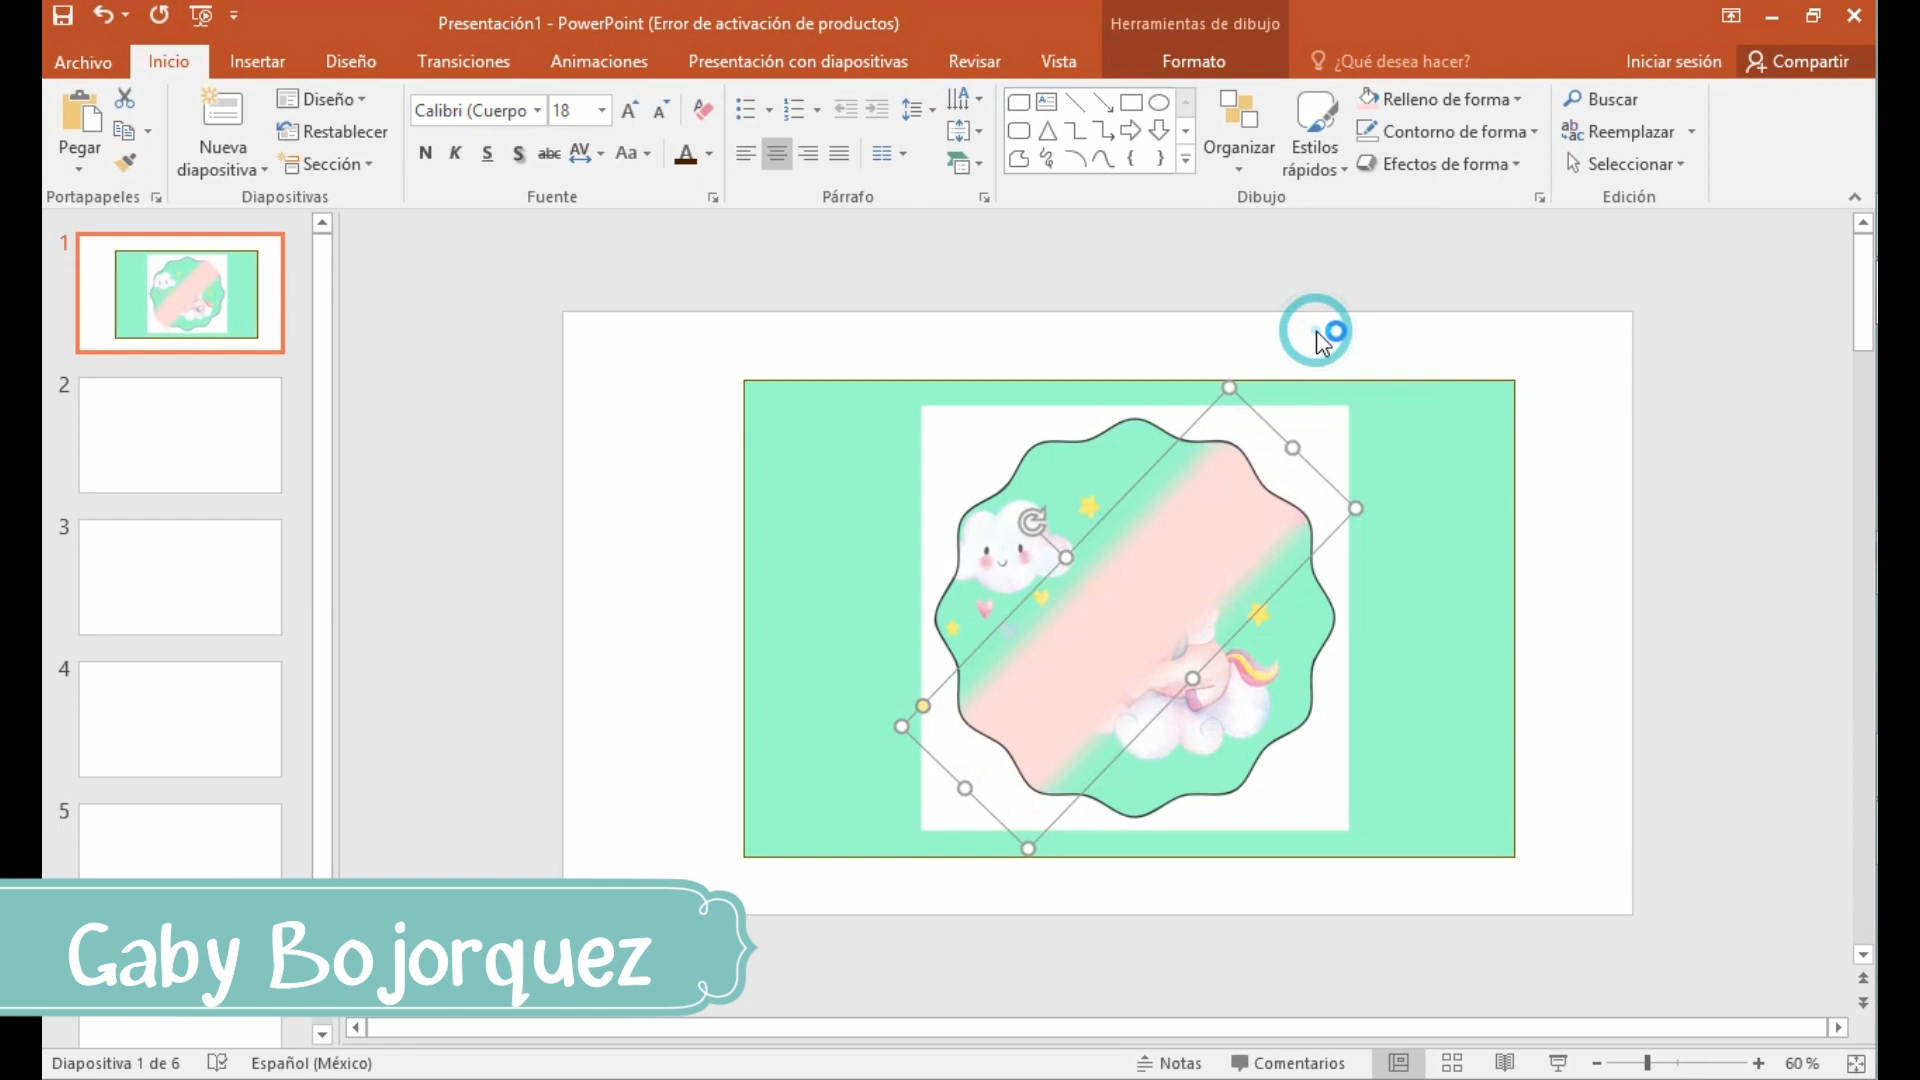 Presentación1 - PowerPoint (Error de activación de productos)
Herramientas de dibujo
Archivo
Inicio
Insertar
Diseño
Transiciones
Animaciones
Presentación con diapositivas
Revisar
Vista
Formato
¿Qué desea hacer?
Iniciar sesión
Compartir
Pegar
Nueva
diapositiva
Diseño
Restablecer
Sección
Calibri (Cuerpo
18
N K S S abc AV Aa A
Organizar
Estilos
rápidos
Relleno de forma
Contorno de forma
Efectos de forma
Buscar
Reemplazar
Seleccionar
Portapapeles
Diapositivas
Fuente
Párrafo
Dibujo
Edición
1
2
3
4
5
Gaby Bojorquez
Diapositiva 1 de 6
Español (México)
Notas
Comentarios
60 %